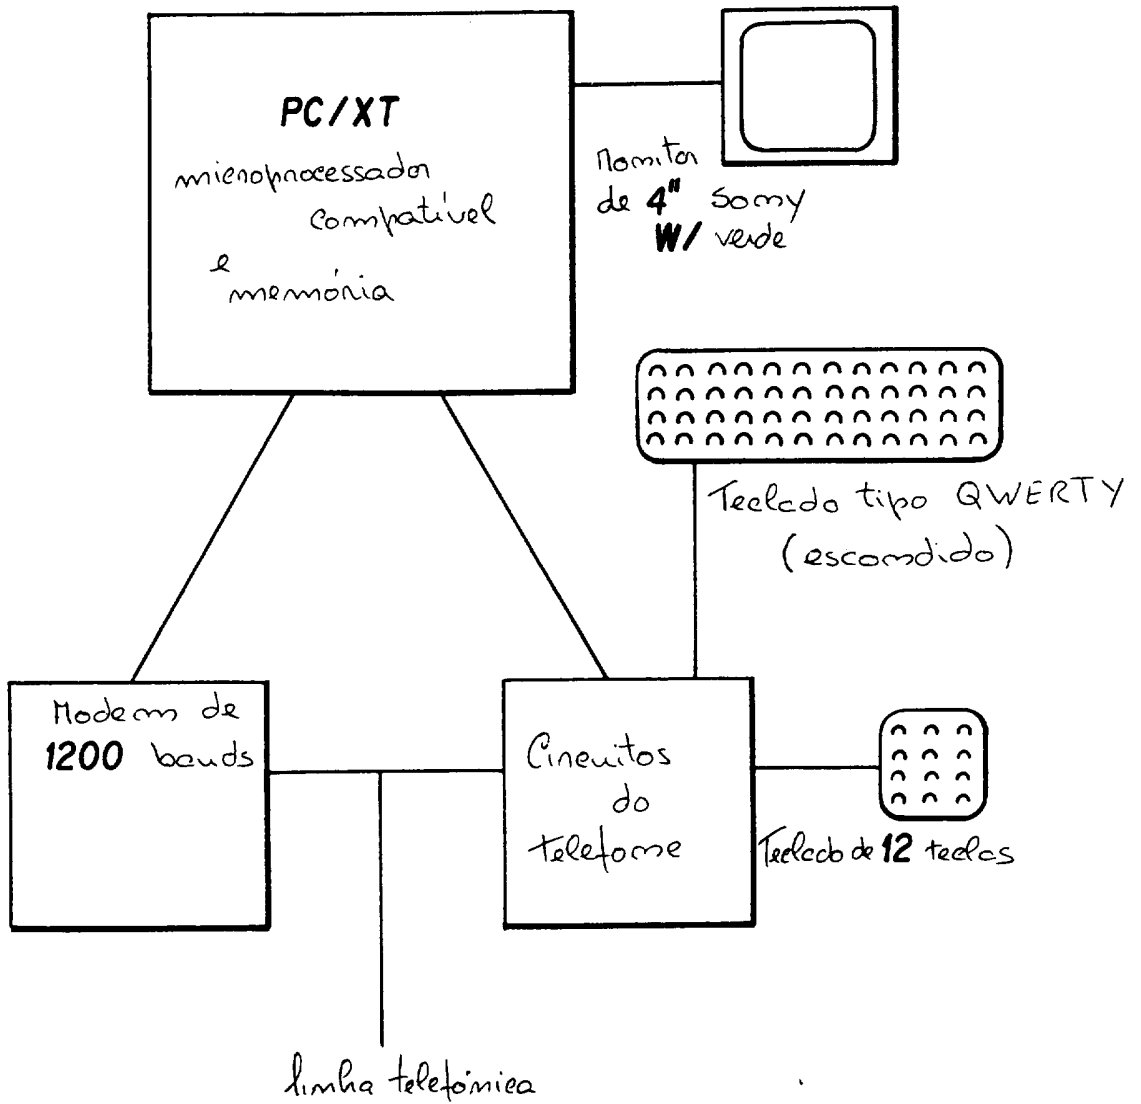 PC/XT
microprocessador
compatível
e
memória
Monitor
de 4" Sony
W/ verde
Teclado tipo QWERTY
(escondido)
Modem de
1200 bauds
Circuitos
do
telefone
Teclado de 12 teclas
linha telefónica